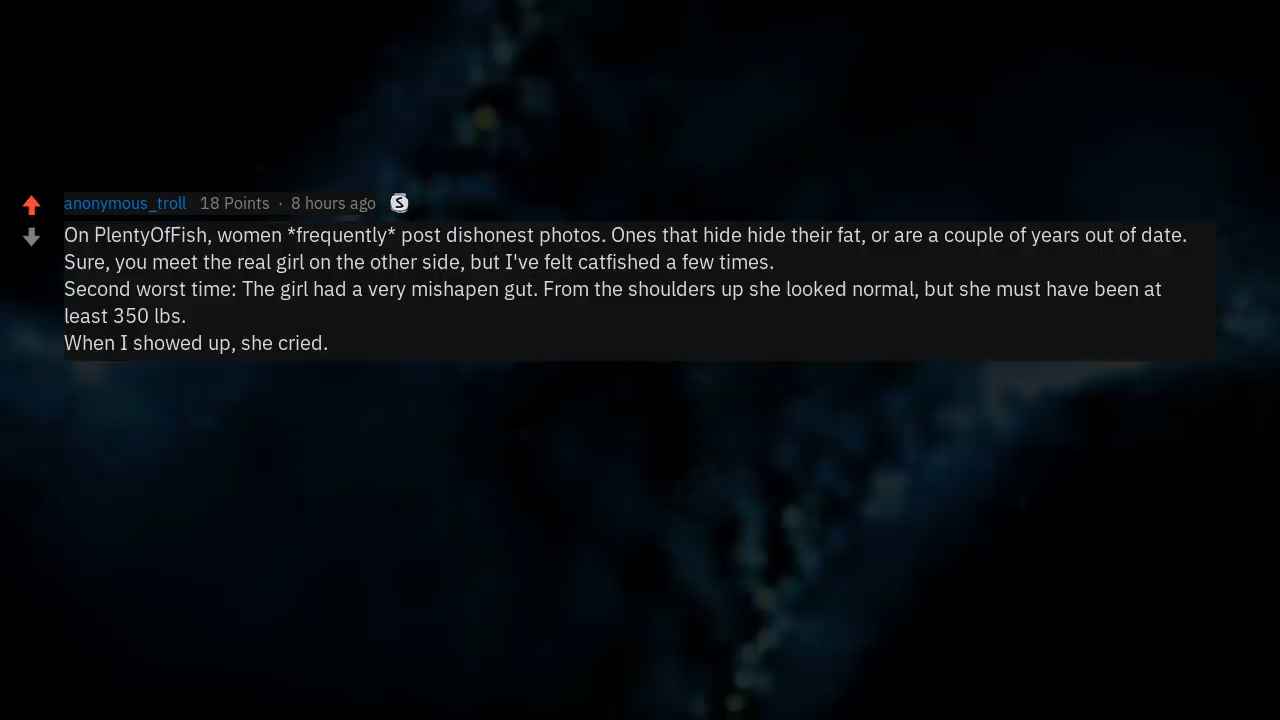 anonymous_troll 18 Points · 8 hours ago
On PlentyOfFish, women *frequently* post dishonest photos. Ones that hide hide their fat, or are a couple of years out of date.
Sure, you meet the real girl on the other side, but I've felt catfished a few times.
Second worst time: The girl had a very mishapen gut. From the shoulders up she looked normal, but she must have been at
least 350 lbs.
When I showed up, she cried.